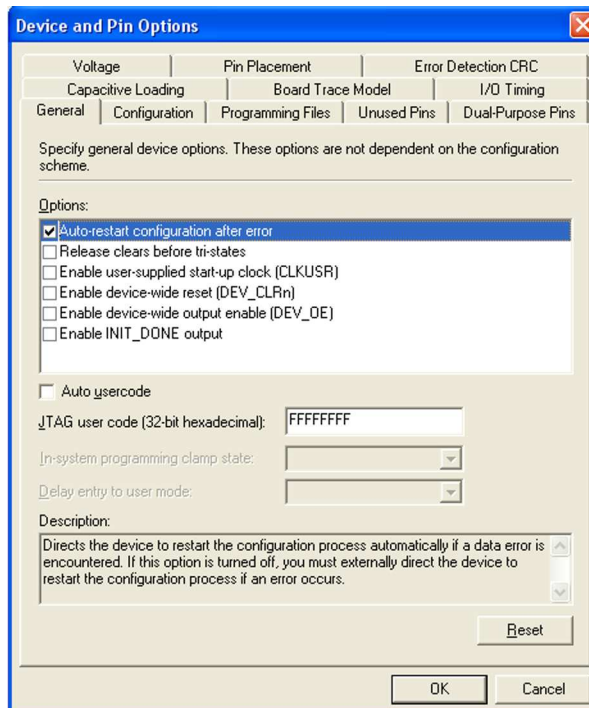 Device and Pin Options
Voltage
Pin Placement
Error Detection CRC
Capacitive Loading
Board Trace Model
I/O Timing
General
Configuration
Programming Files
Unused Pins
Dual-Purpose Pins
Specify general device options. These options are not dependent on the configuration
scheme.
Options:
Auto-restart configuration after error
Release clears before tri-states
Enable user-supplied start-up clock (CLKUSR)
Enable device-wide reset (DEV_CLRn)
Enable device-wide output enable (DEV_OE)
Enable INIT_DONE output
Auto usercode
JTAG user code (32-bit hexadecimal):
FFFFFFFF
In-system programming clamp state:
Delay entry to user mode:
Description:
Directs the device to restart the configuration process automatically if a data error is
encountered. If this option is turned off, you must externally direct the device to
restart the configuration process if an error occurs.
Reset
OK
Cancel